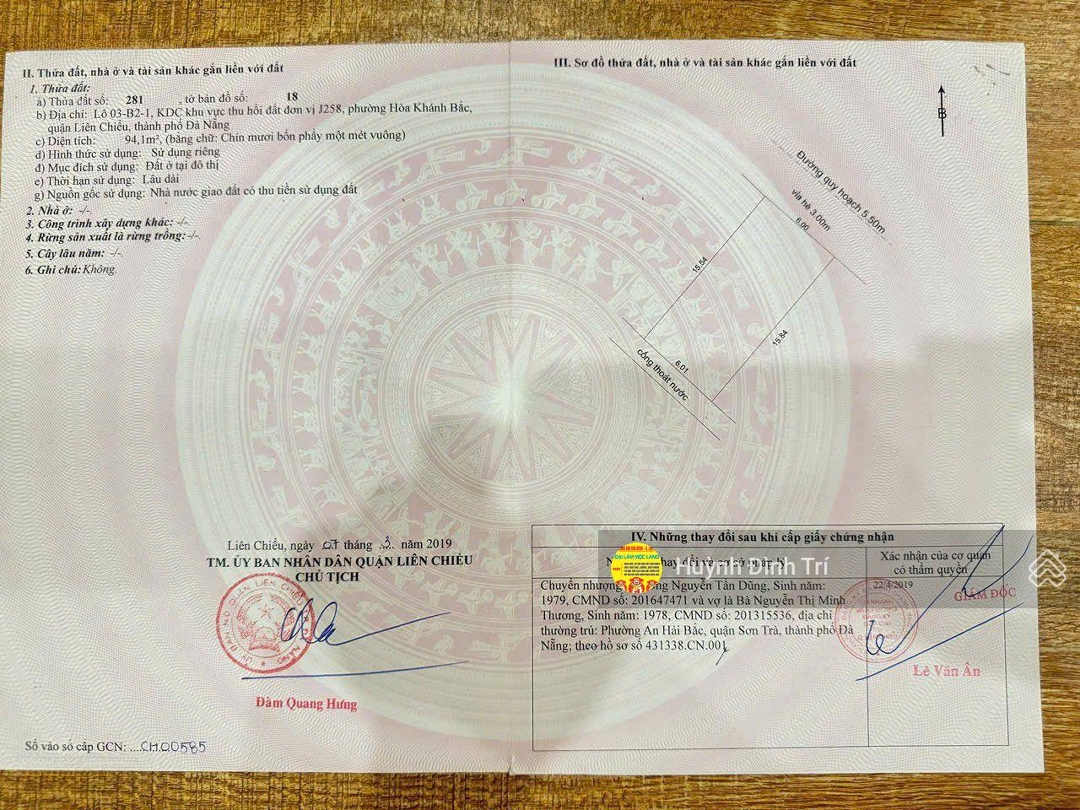 II. Thửa đất, nhà ở và tài sản khác gắn liền với đất
1. Thửa đất:
a) Thửa đất số: 281 , tờ bản đồ số: 18
b) Địa chỉ: Lô 03-B2-1, KDC khu vực thu hồi đất đơn vị J258, phường Hòa Khánh Bắc,
quận Liên Chiểu, thành phố Đà Nẵng
c) Diện tích: 94,1m², (bằng chữ: Chín mươi bốn phẩy một mét vuông)
d) Hình thức sử dụng: Sử dụng riêng
đ) Mục đích sử dụng: Đất ở tại đô thị
e) Thời hạn sử dụng: Lâu dài
g) Nguồn gốc sử dụng: Nhà nước giao đất có thu tiền sử dụng đất
2. Nhà ở: -/-.
3. Công trình xây dựng khác: -/-.
4. Rừng sản xuất là rừng trồng: -/-.
5. Cây lâu năm: -/-.
6. Ghi chú: Không.
Liên Chiểu, ngày 07 tháng 3 năm 2019
TM. ỦY BAN NHÂN DÂN QUẬN LIÊN CHIỂU
CHỦ TỊCH
Đàm Quang Hưng
Số vào sổ cấp GCN: ....CH.00585
III. Sơ đồ thửa đất, nhà ở và tài sản khác gắn liền với đất
B
Đường quy hoạch 5.50m
vỉa hè 3.00m
6.00
15.54
15.84
6.01
cống thoát nước
IV. Những thay đổi sau khi cấp giấy chứng nhận
Xác nhận của cơ quan
có thẩm quyền
ĐẠI LÂM VIỆC LAND
Huỳnh Đình Trí
Chuyển nhượng Nguyễn Tấn Dũng, Sinh năm:
1979, CMND số: 201647471 và vợ là Bà Nguyễn Thị Minh
Thương, Sinh năm: 1978, CMND số: 201315536, địa chỉ
thường trú: Phường An Hải Bắc, quận Sơn Trà, thành phố Đà
Nẵng; theo hồ sơ số 431338.CN.001
22/4/2019
GIÁM ĐỐC
Lê Văn Ân